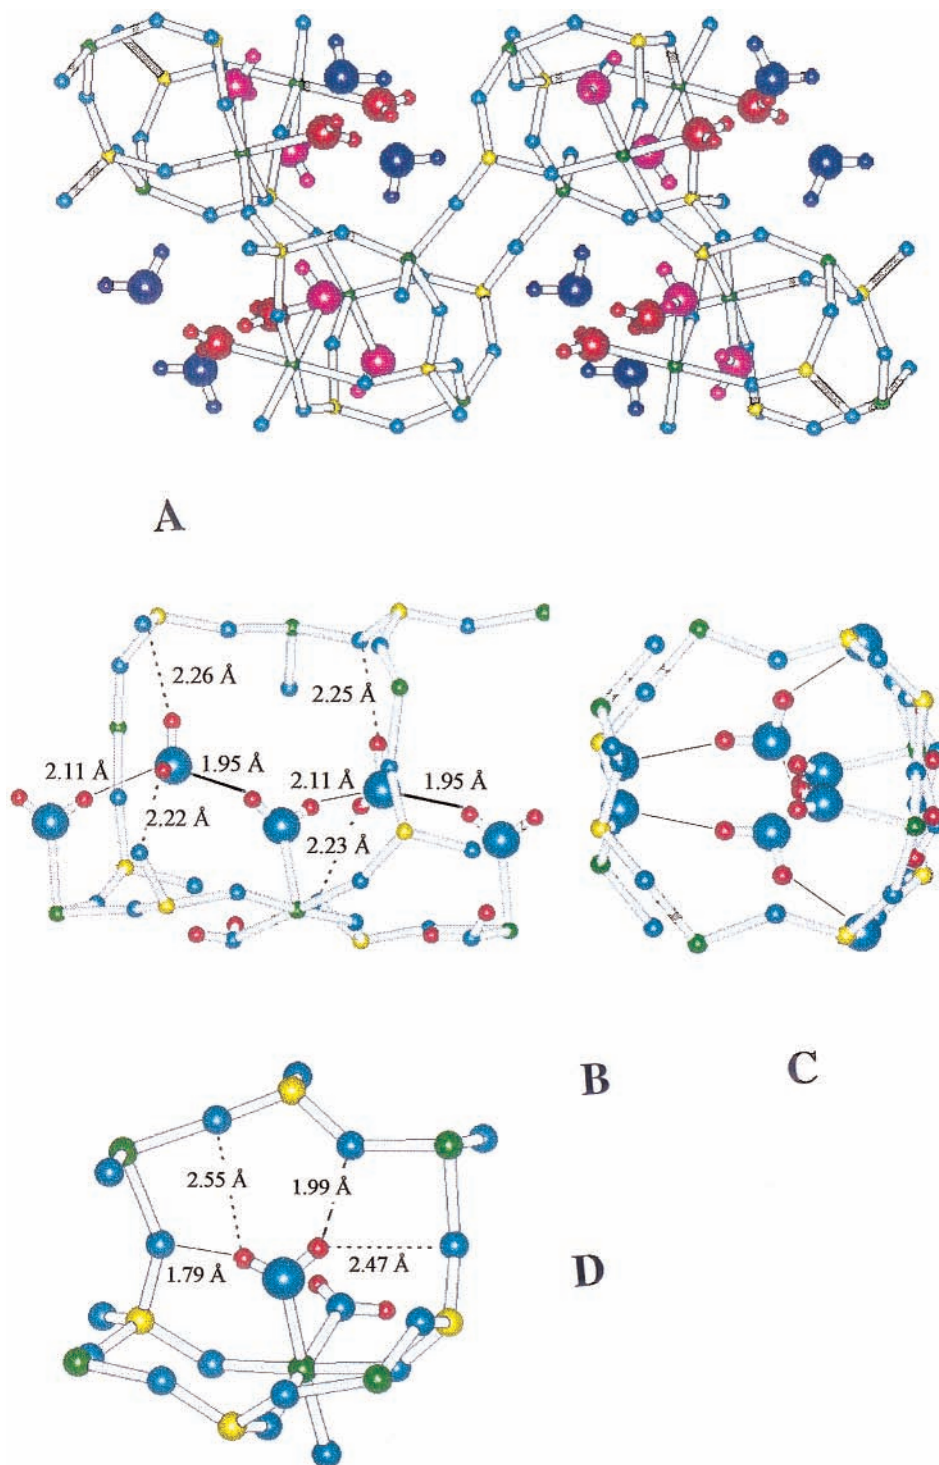 A
2.26 Å
2.25 Å
2.11 Å
1.95 Å
2.11 Å
1.95 Å
2.22 Å
2.23 Å
B
C
2.55 Å
1.99 Å
1.79 Å
2.47 Å
D